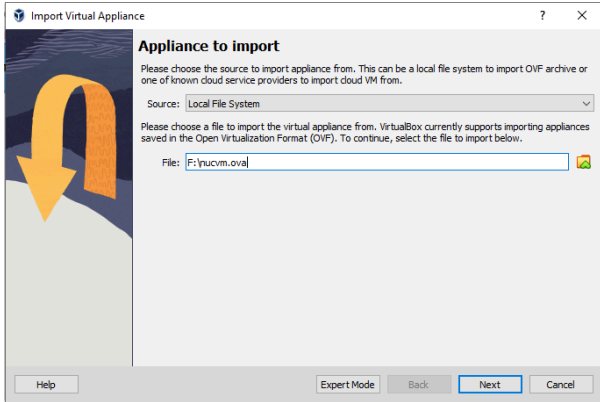 Import Virtual Appliance
Appliance to import
Please choose the source to import appliance from. This can be a local file system to import OVF archive or
one of known cloud service providers to import cloud VM from.
Source: Local File System
Please choose a file to import the virtual appliance from. VirtualBox currently supports importing appliances
saved in the Open Virtualization Format (OVF). To continue, select the file to import below.
File: F:\nucvm.ova
Help Expert Mode Back Next Cancel